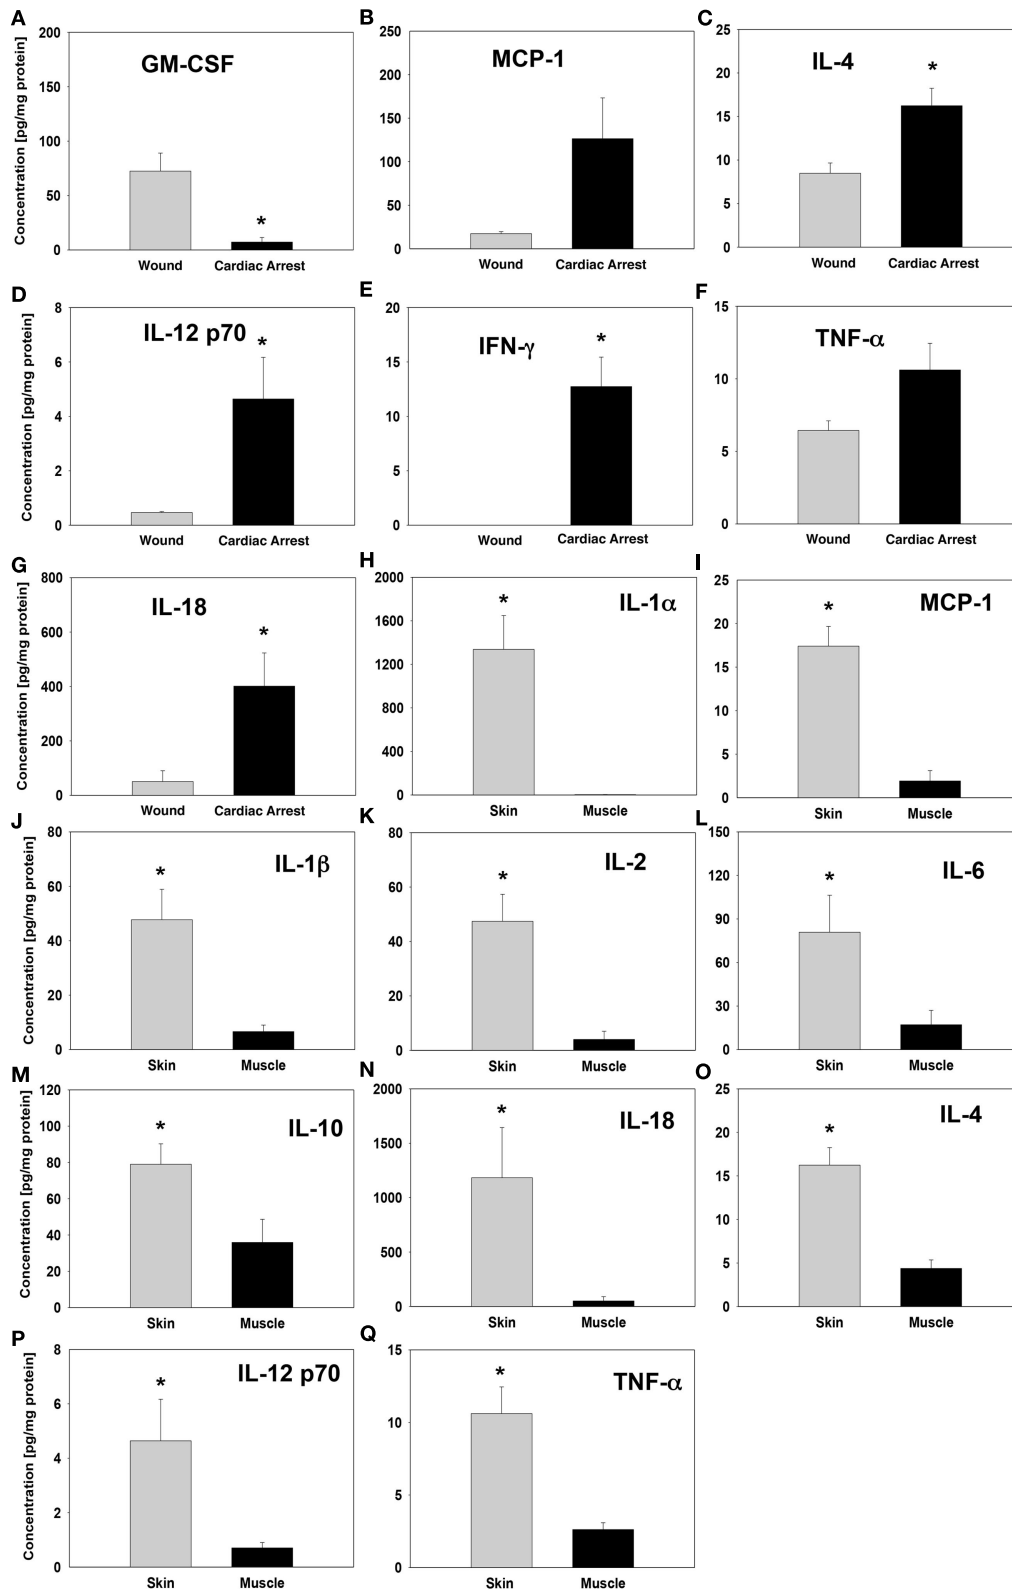 A
B
C
Concentration [pg/mg protein]
200
150
100
50
0
GM-CSF
*
Wound Cardiac Arrest
250
200
150
100
50
0
MCP-1
Wound Cardiac Arrest
25
20
15
10
5
0
IL-4
*
Wound Cardiac Arrest
D
E
F
Concentration [pg/mg protein]
8
6
4
2
0
IL-12 p70
*
Wound Cardiac Arrest
20
15
10
5
0
IFN-γ
*
Wound Cardiac Arrest
15
10
5
0
TNF-α
Wound Cardiac Arrest
G
H
I
Concentration [pg/mg protein]
800
600
400
200
0
IL-18
*
Wound Cardiac Arrest
2000
1600
1200
800
400
0
IL-1α
*
Skin Muscle
25
20
15
10
5
0
MCP-1
*
Skin Muscle
J
K
L
Concentration [pg/mg protein]
80
60
40
20
0
IL-1β
*
Skin Muscle
80
60
40
20
0
IL-2
*
Skin Muscle
150
120
90
60
30
0
IL-6
*
Skin Muscle
M
N
O
Concentration [pg/mg protein]
120
100
80
60
40
20
0
IL-10
*
Skin Muscle
2000
1500
1000
500
0
IL-18
*
Skin Muscle
25
20
15
10
5
0
IL-4
*
Skin Muscle
P
Q
Concentration [pg/mg protein]
8
6
4
2
0
IL-12 p70
*
Skin Muscle
15
10
5
0
TNF-α
*
Skin Muscle